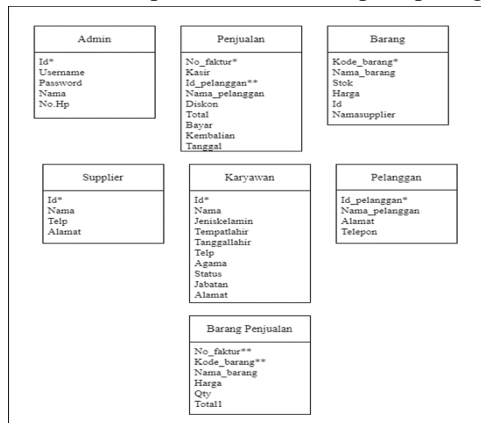 Admin
Id*
Username
Password
Nama
No.Hp
Penjualan
No_faktur*
Kasir
Id_pelanggan**
Nama_pelanggan
Diskon
Total
Bayar
Kembalian
Tanggal
Barang
Kode_barang*
Nama_barang
Stok
Harga
Id
Namasupplier
Supplier
Id*
Nama
Telp
Alamat
Karyawan
Id*
Nama
Jeniskelamin
Tempatlahir
Tanggallahir
Telp
Agama
Status
Jabatan
Alamat
Pelanggan
Id_pelanggan*
Nama_pelanggan
Alamat
Telepon
Barang Penjualan
No_faktur**
Kode_barang**
Nama_barang
Harga
Qty
Total1